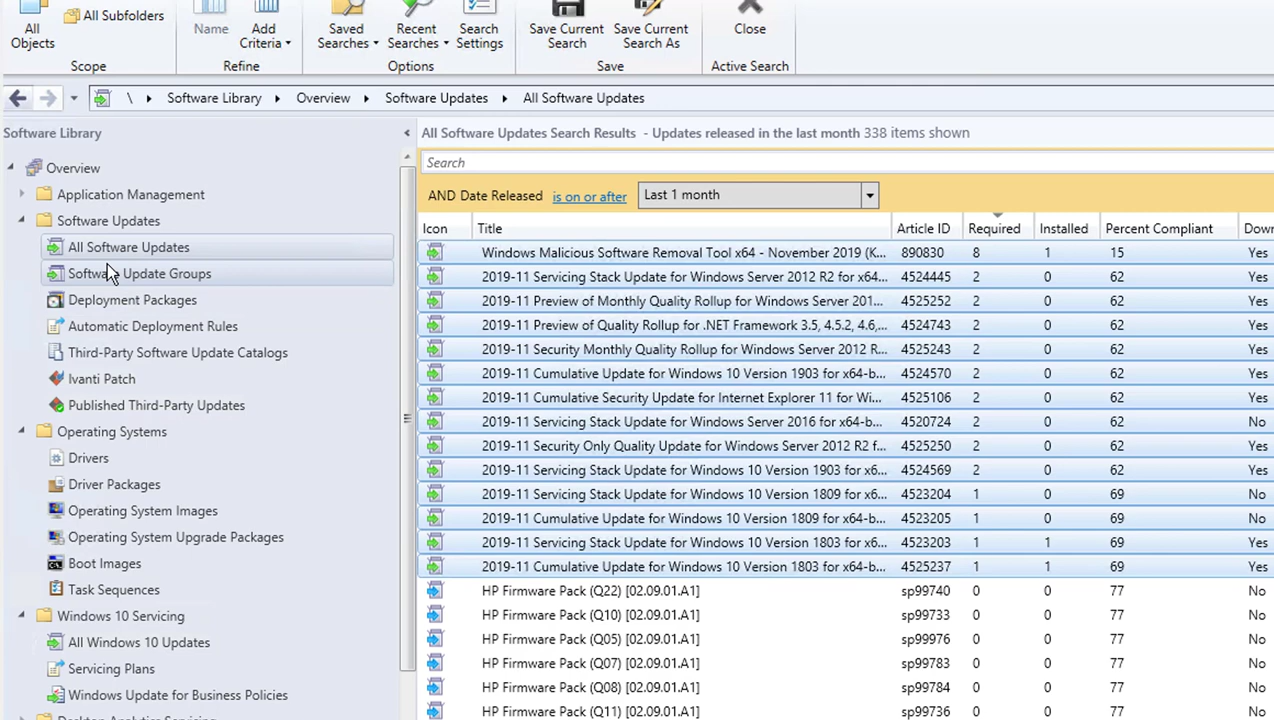 All Objects
All Subfolders
Name
Add Criteria
Saved Searches
Recent Searches
Search Settings
Save Current Search
Save Current Search As
Close
Scope
Refine
Options
Save
Active Search
\ Software Library Overview Software Updates All Software Updates
Software Library
Overview
Application Management
Software Updates
All Software Updates
Software Update Groups
Deployment Packages
Automatic Deployment Rules
Third-Party Software Update Catalogs
Ivanti Patch
Published Third-Party Updates
Operating Systems
Drivers
Driver Packages
Operating System Images
Operating System Upgrade Packages
Boot Images
Task Sequences
Windows 10 Servicing
All Windows 10 Updates
Servicing Plans
Windows Update for Business Policies
Desktop Analytics Servicing
All Software Updates Search Results - Updates released in the last month 338 items shown
Search
AND Date Released is on or after Last 1 month
Icon Title Article ID Required Installed Percent Compliant Down
Windows Malicious Software Removal Tool x64 - November 2019 (K... 890830 8 1 15 Yes
2019-11 Servicing Stack Update for Windows Server 2012 R2 for x64... 4524445 2 0 62 Yes
2019-11 Preview of Monthly Quality Rollup for Windows Server 201... 4525252 2 0 62 Yes
2019-11 Preview of Quality Rollup for .NET Framework 3.5, 4.5.2, 4.6,... 4524743 2 0 62 Yes
2019-11 Security Monthly Quality Rollup for Windows Server 2012 R... 4525243 2 0 62 Yes
2019-11 Cumulative Update for Windows 10 Version 1903 for x64-b... 4524570 2 0 62 Yes
2019-11 Cumulative Security Update for Internet Explorer 11 for Wi... 4525106 2 0 62 Yes
2019-11 Servicing Stack Update for Windows Server 2016 for x64-b... 4520724 2 0 62 No
2019-11 Security Only Quality Update for Windows Server 2012 R2 f... 4525250 2 0 62 Yes
2019-11 Servicing Stack Update for Windows 10 Version 1903 for x6... 4524569 2 0 62 Yes
2019-11 Servicing Stack Update for Windows 10 Version 1809 for x6... 4523204 1 0 69 No
2019-11 Cumulative Update for Windows 10 Version 1809 for x64-b... 4523205 1 0 69 No
2019-11 Servicing Stack Update for Windows 10 Version 1803 for x6... 4523203 1 1 69 Yes
2019-11 Cumulative Update for Windows 10 Version 1803 for x64-b... 4525237 1 1 69 Yes
HP Firmware Pack (Q22) [02.09.01.A1] sp99740 0 0 77 No
HP Firmware Pack (Q10) [02.09.01.A1] sp99733 0 0 77 No
HP Firmware Pack (Q05) [02.09.01.A1] sp99976 0 0 77 No
HP Firmware Pack (Q07) [02.09.01.A1] sp99783 0 0 77 No
HP Firmware Pack (Q08) [02.09.01.A1] sp99784 0 0 77 No
HP Firmware Pack (Q11) [02.09.01.A1] sp99736 0 0 77 No